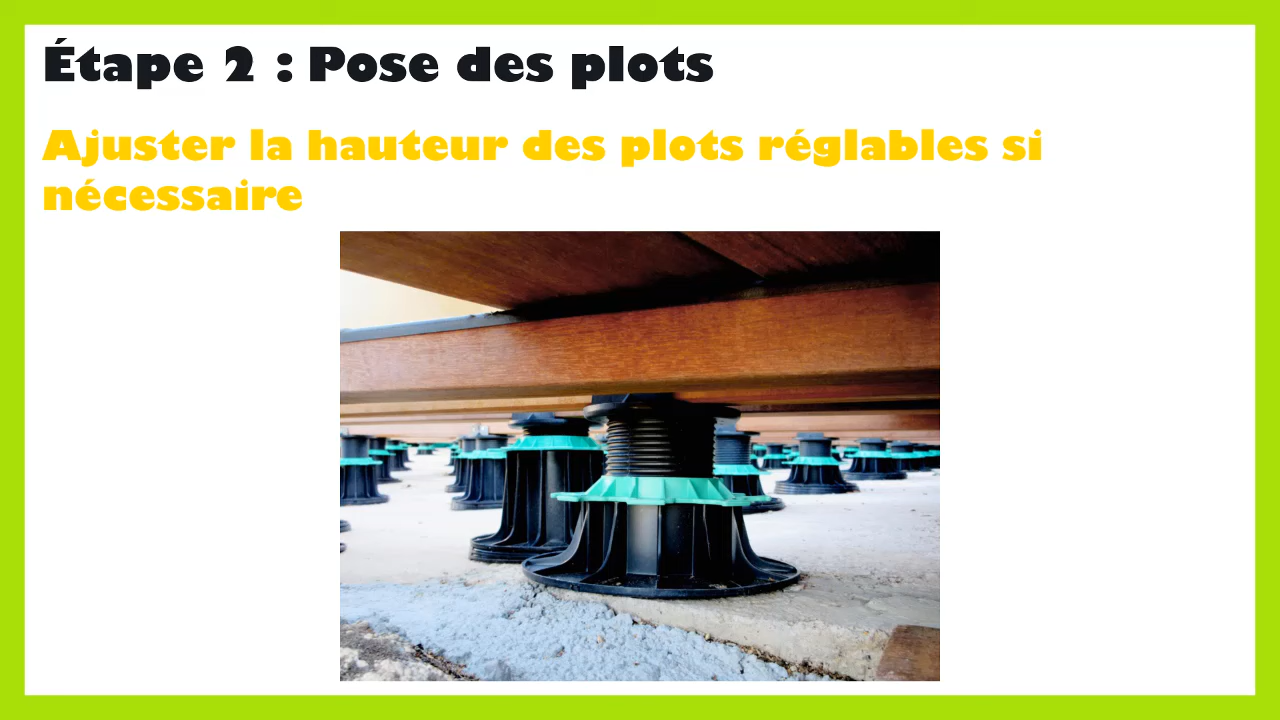 Étape 2 : Pose des plots
Ajuster la hauteur des plots réglables si
nécessaire